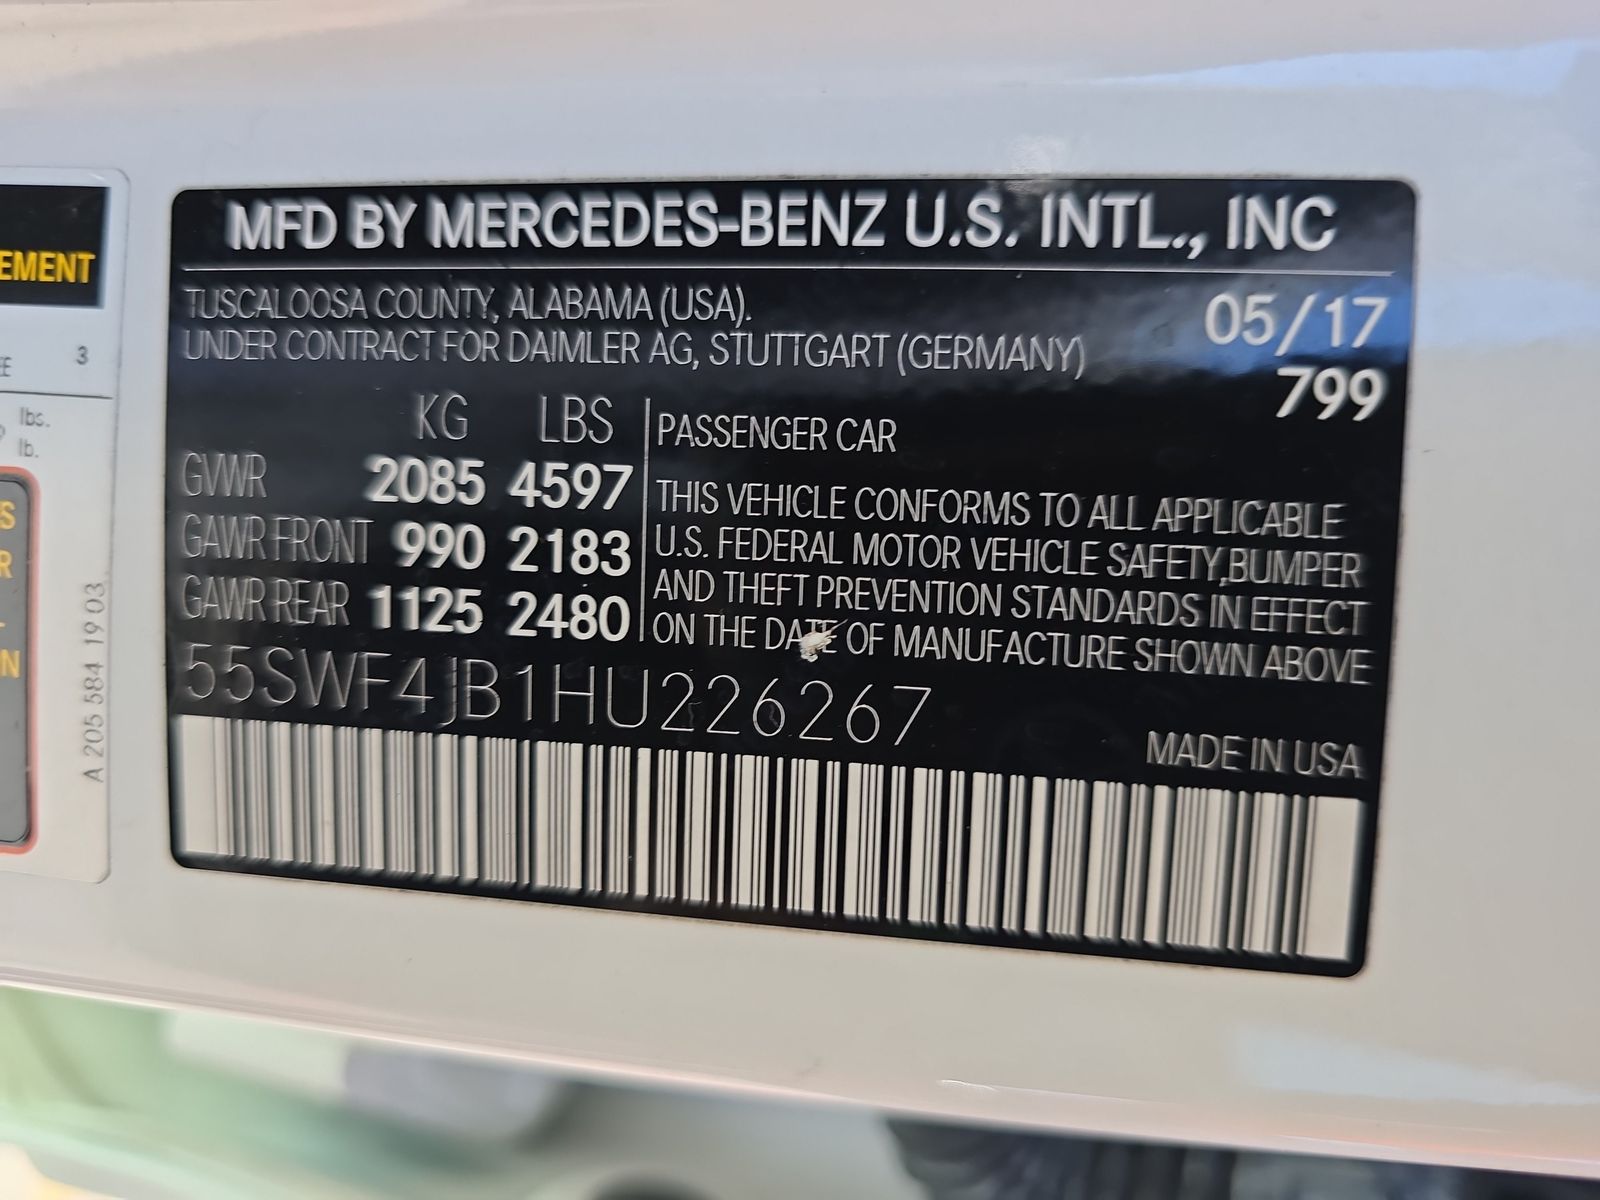 EMENT
3
lbs.
lb.
S
R
N
A 205 584 19 03
MFD BY MERCEDES-BENZ U.S. INTL., INC
TUSCALOOSA COUNTY, ALABAMA (USA). 05/17
UNDER CONTRACT FOR DAIMLER AG, STUTTGART (GERMANY)
799
KG LBS
GVWR 2085 4597
GAWR FRONT 990 2183
GAWR REAR 1125 2480
PASSENGER CAR
THIS VEHICLE CONFORMS TO ALL APPLICABLE
U.S. FEDERAL MOTOR VEHICLE SAFETY,BUMPER
AND THEFT PREVENTION STANDARDS IN EFFECT
ON THE DATE OF MANUFACTURE SHOWN ABOVE
55SWF4JB1HU226267
MADE IN USA